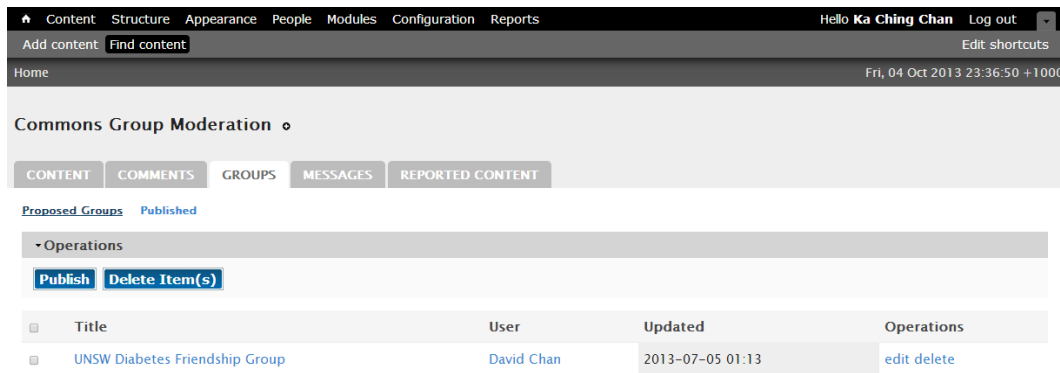 Content Structure Appearance People Modules Configuration Reports Hello Ka Ching Chan Log out
Add content Find content Edit shortcuts
Home Fri, 04 Oct 2013 23:36:50 +1000
Commons Group Moderation
CONTENT COMMENTS GROUPS MESSAGES REPORTED CONTENT
Proposed Groups Published
Operations
Publish Delete Item(s)
Title User Updated Operations
UNSW Diabetes Friendship Group David Chan 2013-07-05 01:13 edit delete